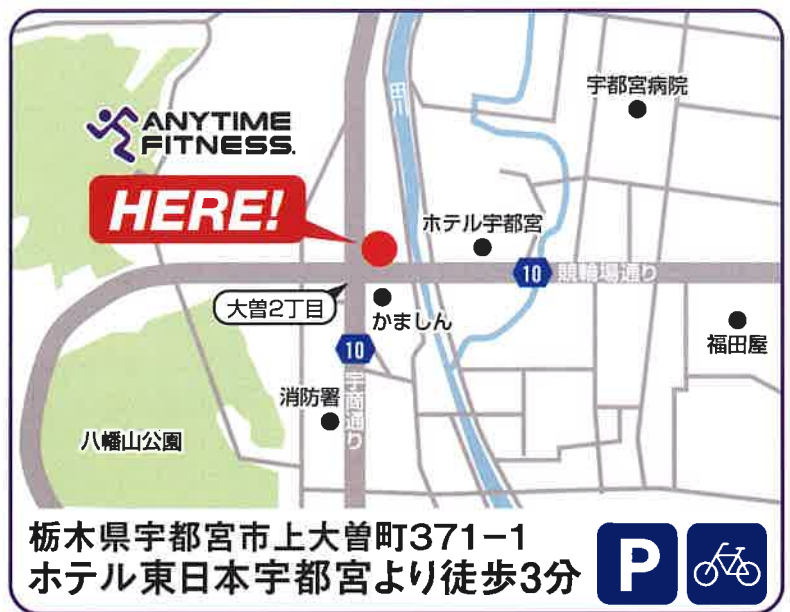 宇都宮病院
田川
ANYTIME
FITNESS.
HERE!
ホテル宇都宮
10
競輪場通り
大曽2丁目
かましん
福田屋
10
宇商通り
消防署
八幡山公園
栃木県宇都宮市上大曽町371-1
ホテル東日本宇都宮より徒歩3分
P